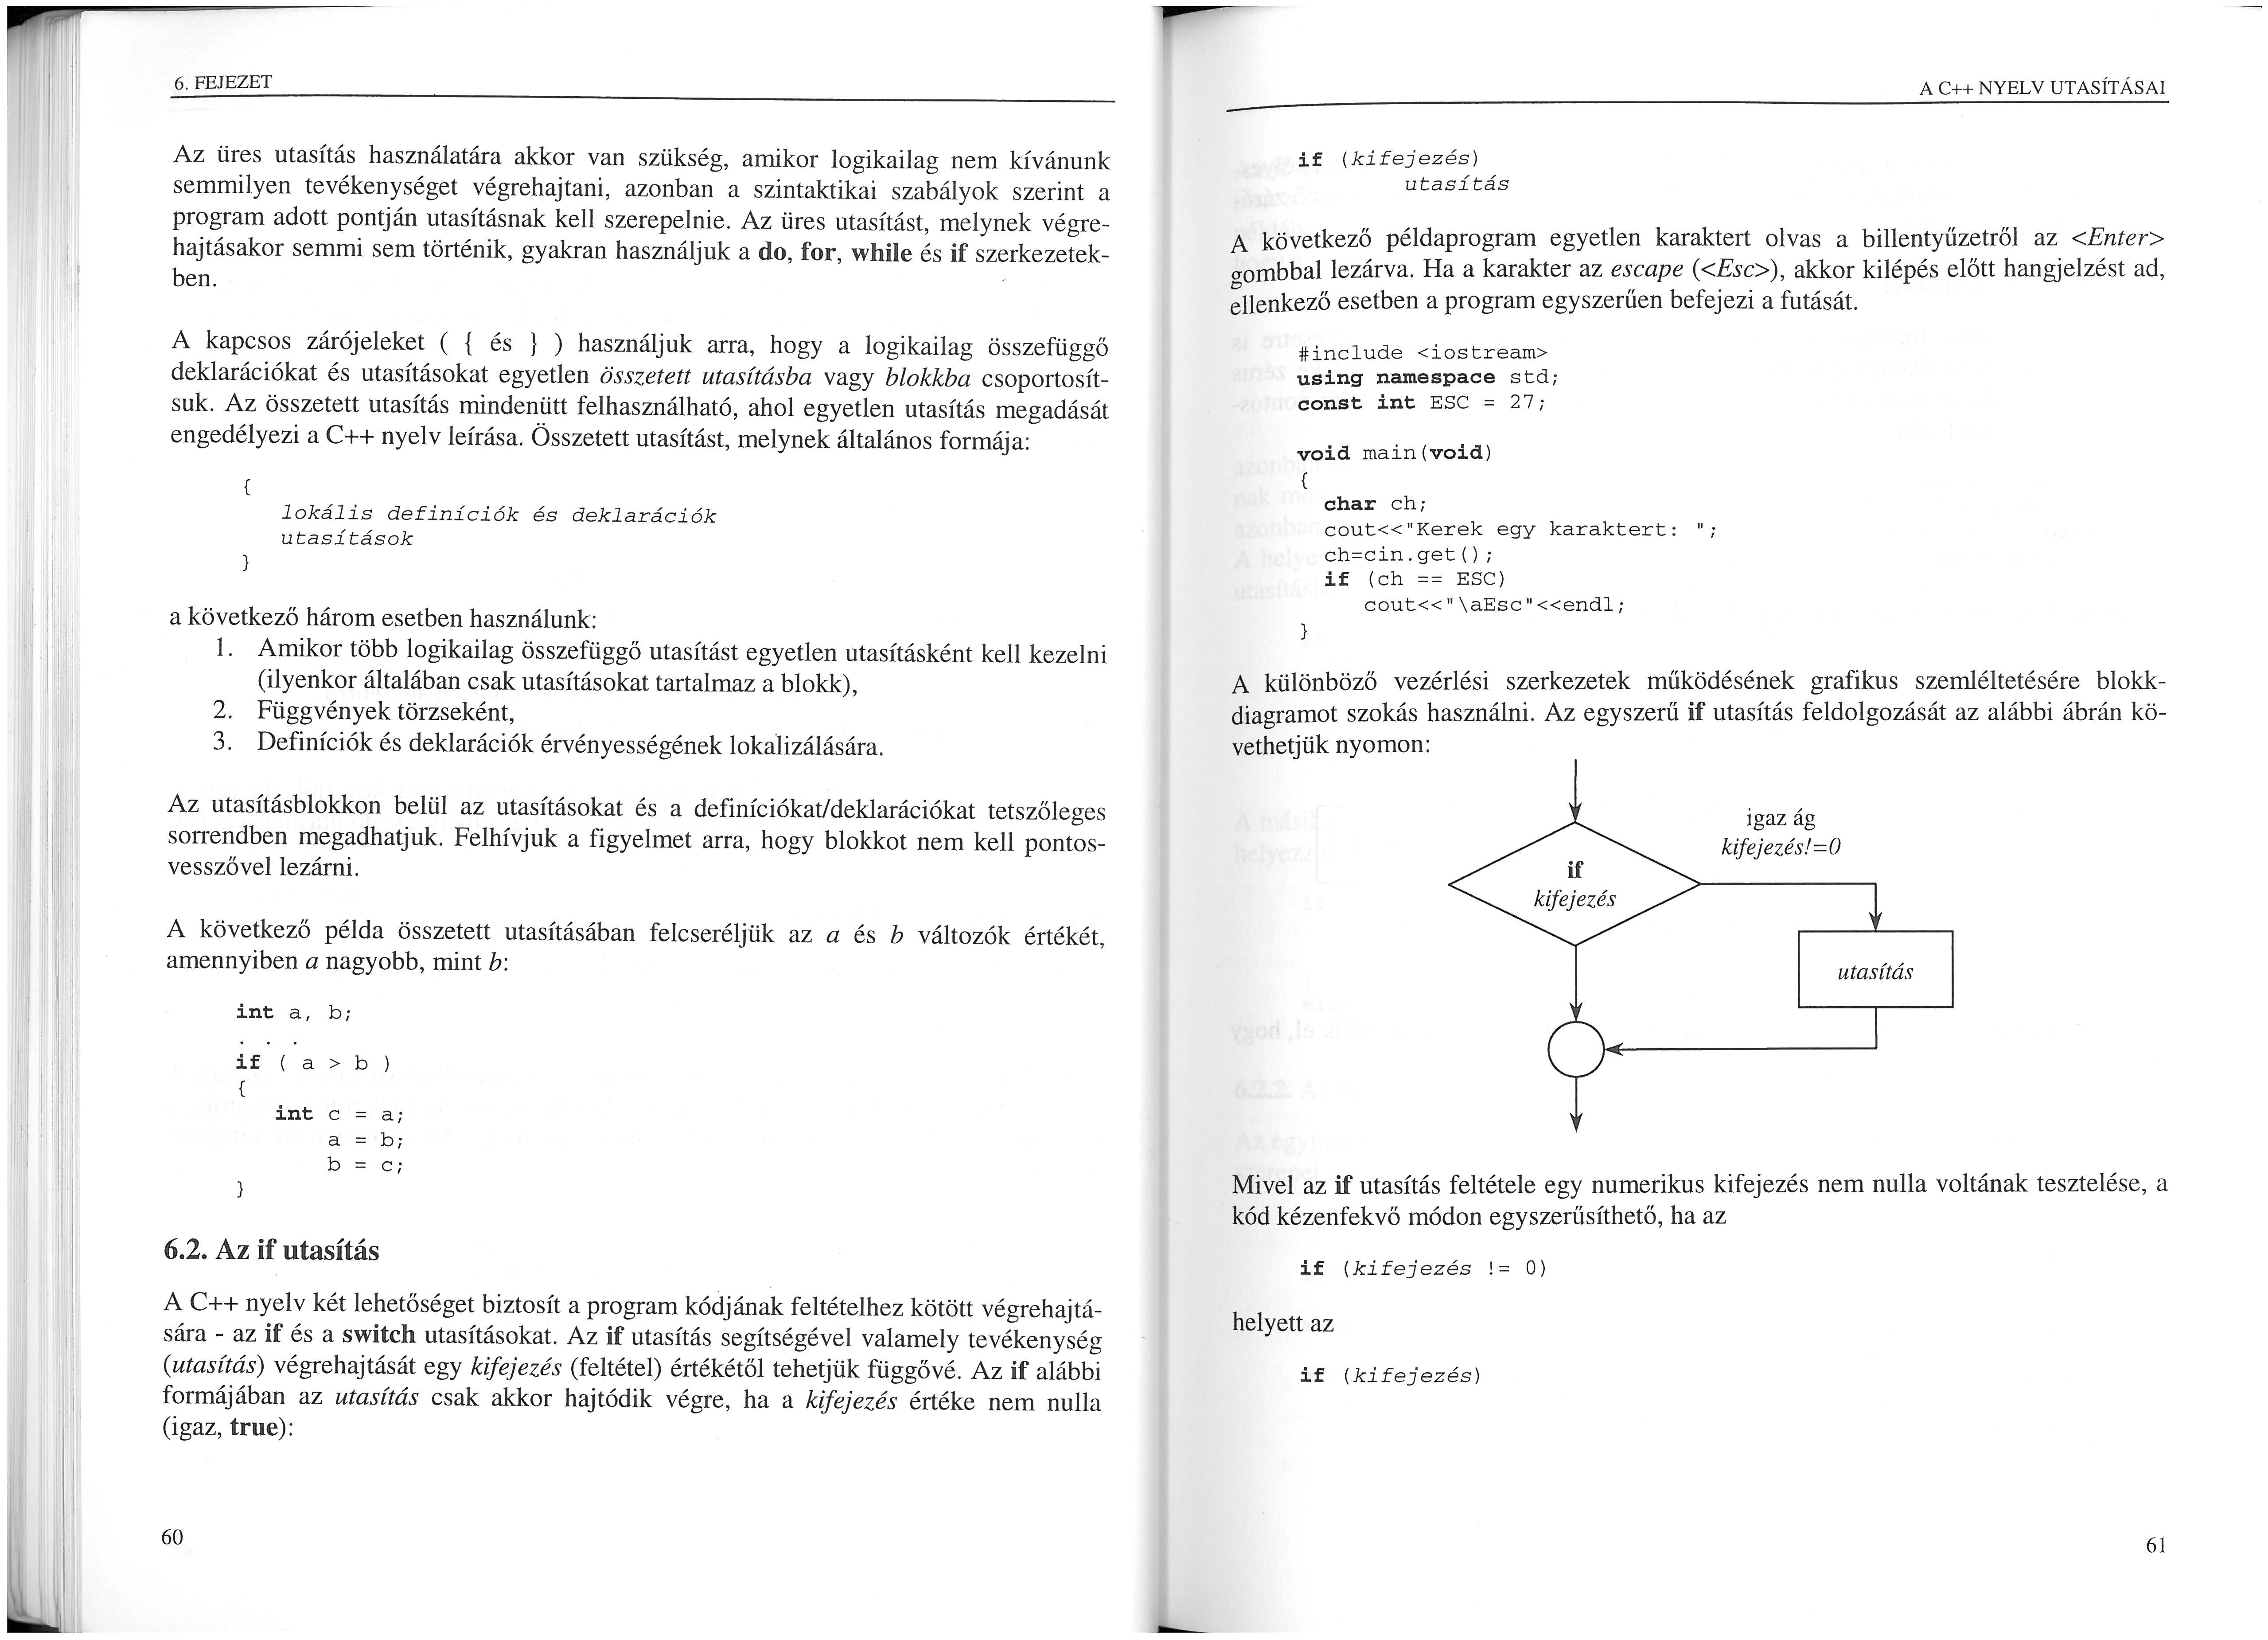 6. FEJEZET
Az üres utasítás használatára akkor van szükség, amikor logikailag nem kívánunk
semmilyen tevékenységet végrehajtani, azonban a szintaktikai szabályok szerint a
program adott pontján utasításnak kell szerepelnie. Az üres utasítást, melynek végre-
hajtásakor semmi sem történik, gyakran használjuk a do, for, while és if szerkezetek-
ben.
A kapcsos zárójeleket ( { és } ) használjuk arra, hogy a logikailag összefüggő
deklarációkat és utasításokat egyetlen összetett utasításba vagy blokkba csoportosít-
suk. Az összetett utasítás mindenütt felhasználható, ahol egyetlen utasítás megadását
engedélyezi a C++ nyelv leírása. Összetett utasítást, melynek általános formája:
{
lokális definíciók és deklarációk
utasítások
}
a következő három esetben használunk:
1. Amikor több logikailag összefüggő utasítást egyetlen utasításként kell kezelni
(ilyenkor általában csak utasításokat tartalmaz a blokk),
2. Függvények törzseként,
3. Definíciók és deklarációk érvényességének lokalizálására.
Az utasításblokkon belül az utasításokat és a definíciókat/deklarációkat tetszőleges
sorrendben megadhatjuk. Felhívjuk a figyelmet arra, hogy blokkot nem kell pontos-
vesszővel lezárni.
A következő példa összetett utasításában felcseréljük az a és b változók értékét,
amennyiben a nagyobb, mint b:
int a, b;
. . .
if ( a > b )
{
int c = a;
a = b;
b = c;
}
6.2. Az if utasítás
A C++ nyelv két lehetőséget biztosít a program kódjának feltételhez kötött végrehajtá-
sára - az if és a switch utasításokat. Az if utasítás segítségével valamely tevékenység
(utasítás) végrehajtását egy kifejezés (feltétel) értékétől tehetjük függővé. Az if alábbi
formájában az utasítás csak akkor hajtódik végre, ha a kifejezés értéke nem nulla
(igaz, true):
60
A C++ NYELV UTASÍTÁSAI
if (kifejezés)
utasítás
A következő példaprogram egyetlen karaktert olvas a billentyűzetről az <Enter>
gombbal lezárva. Ha a karakter az escape (<Esc>), akkor kilépés előtt hangjelzést ad,
ellenkező esetben a program egyszerűen befejezi a futását.
#include <iostream>
using namespace std;
const int ESC = 27;
void main(void)
{
char ch;
cout<<"Kerek egy karaktert: ";
ch=cin.get();
if (ch == ESC)
cout<<"\aEsc"<<endl;
}
A különböző vezérlési szerkezetek működésének grafikus szemléltetésére blokk-
diagramot szokás használni. Az egyszerű if utasítás feldolgozását az alábbi ábrán kö-
vethetjük nyomon:
igaz ág
kifejezés!=0
if
kifejezés
utasítás
Mivel az if utasítás feltétele egy numerikus kifejezés nem nulla voltának tesztelése, a
kód kézenfekvő módon egyszerűsíthető, ha az
if (kifejezés != 0)
helyett az
if (kifejezés)
61